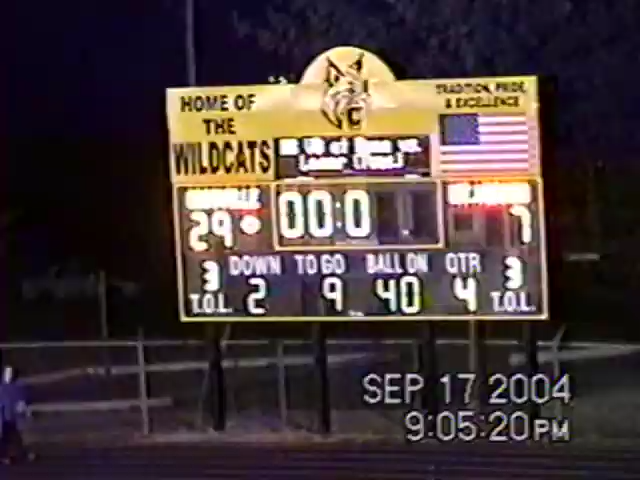 HOME OF
THE
WILDCATS
C
TRADITION, PRIDE,
& EXCELLENCE
29 00:0 7
3 DOWN TO GO BALL ON QTR 3
T.O.L. 2 9 40 4 T.O.L.
SEP 17 2004
9:05:20PM